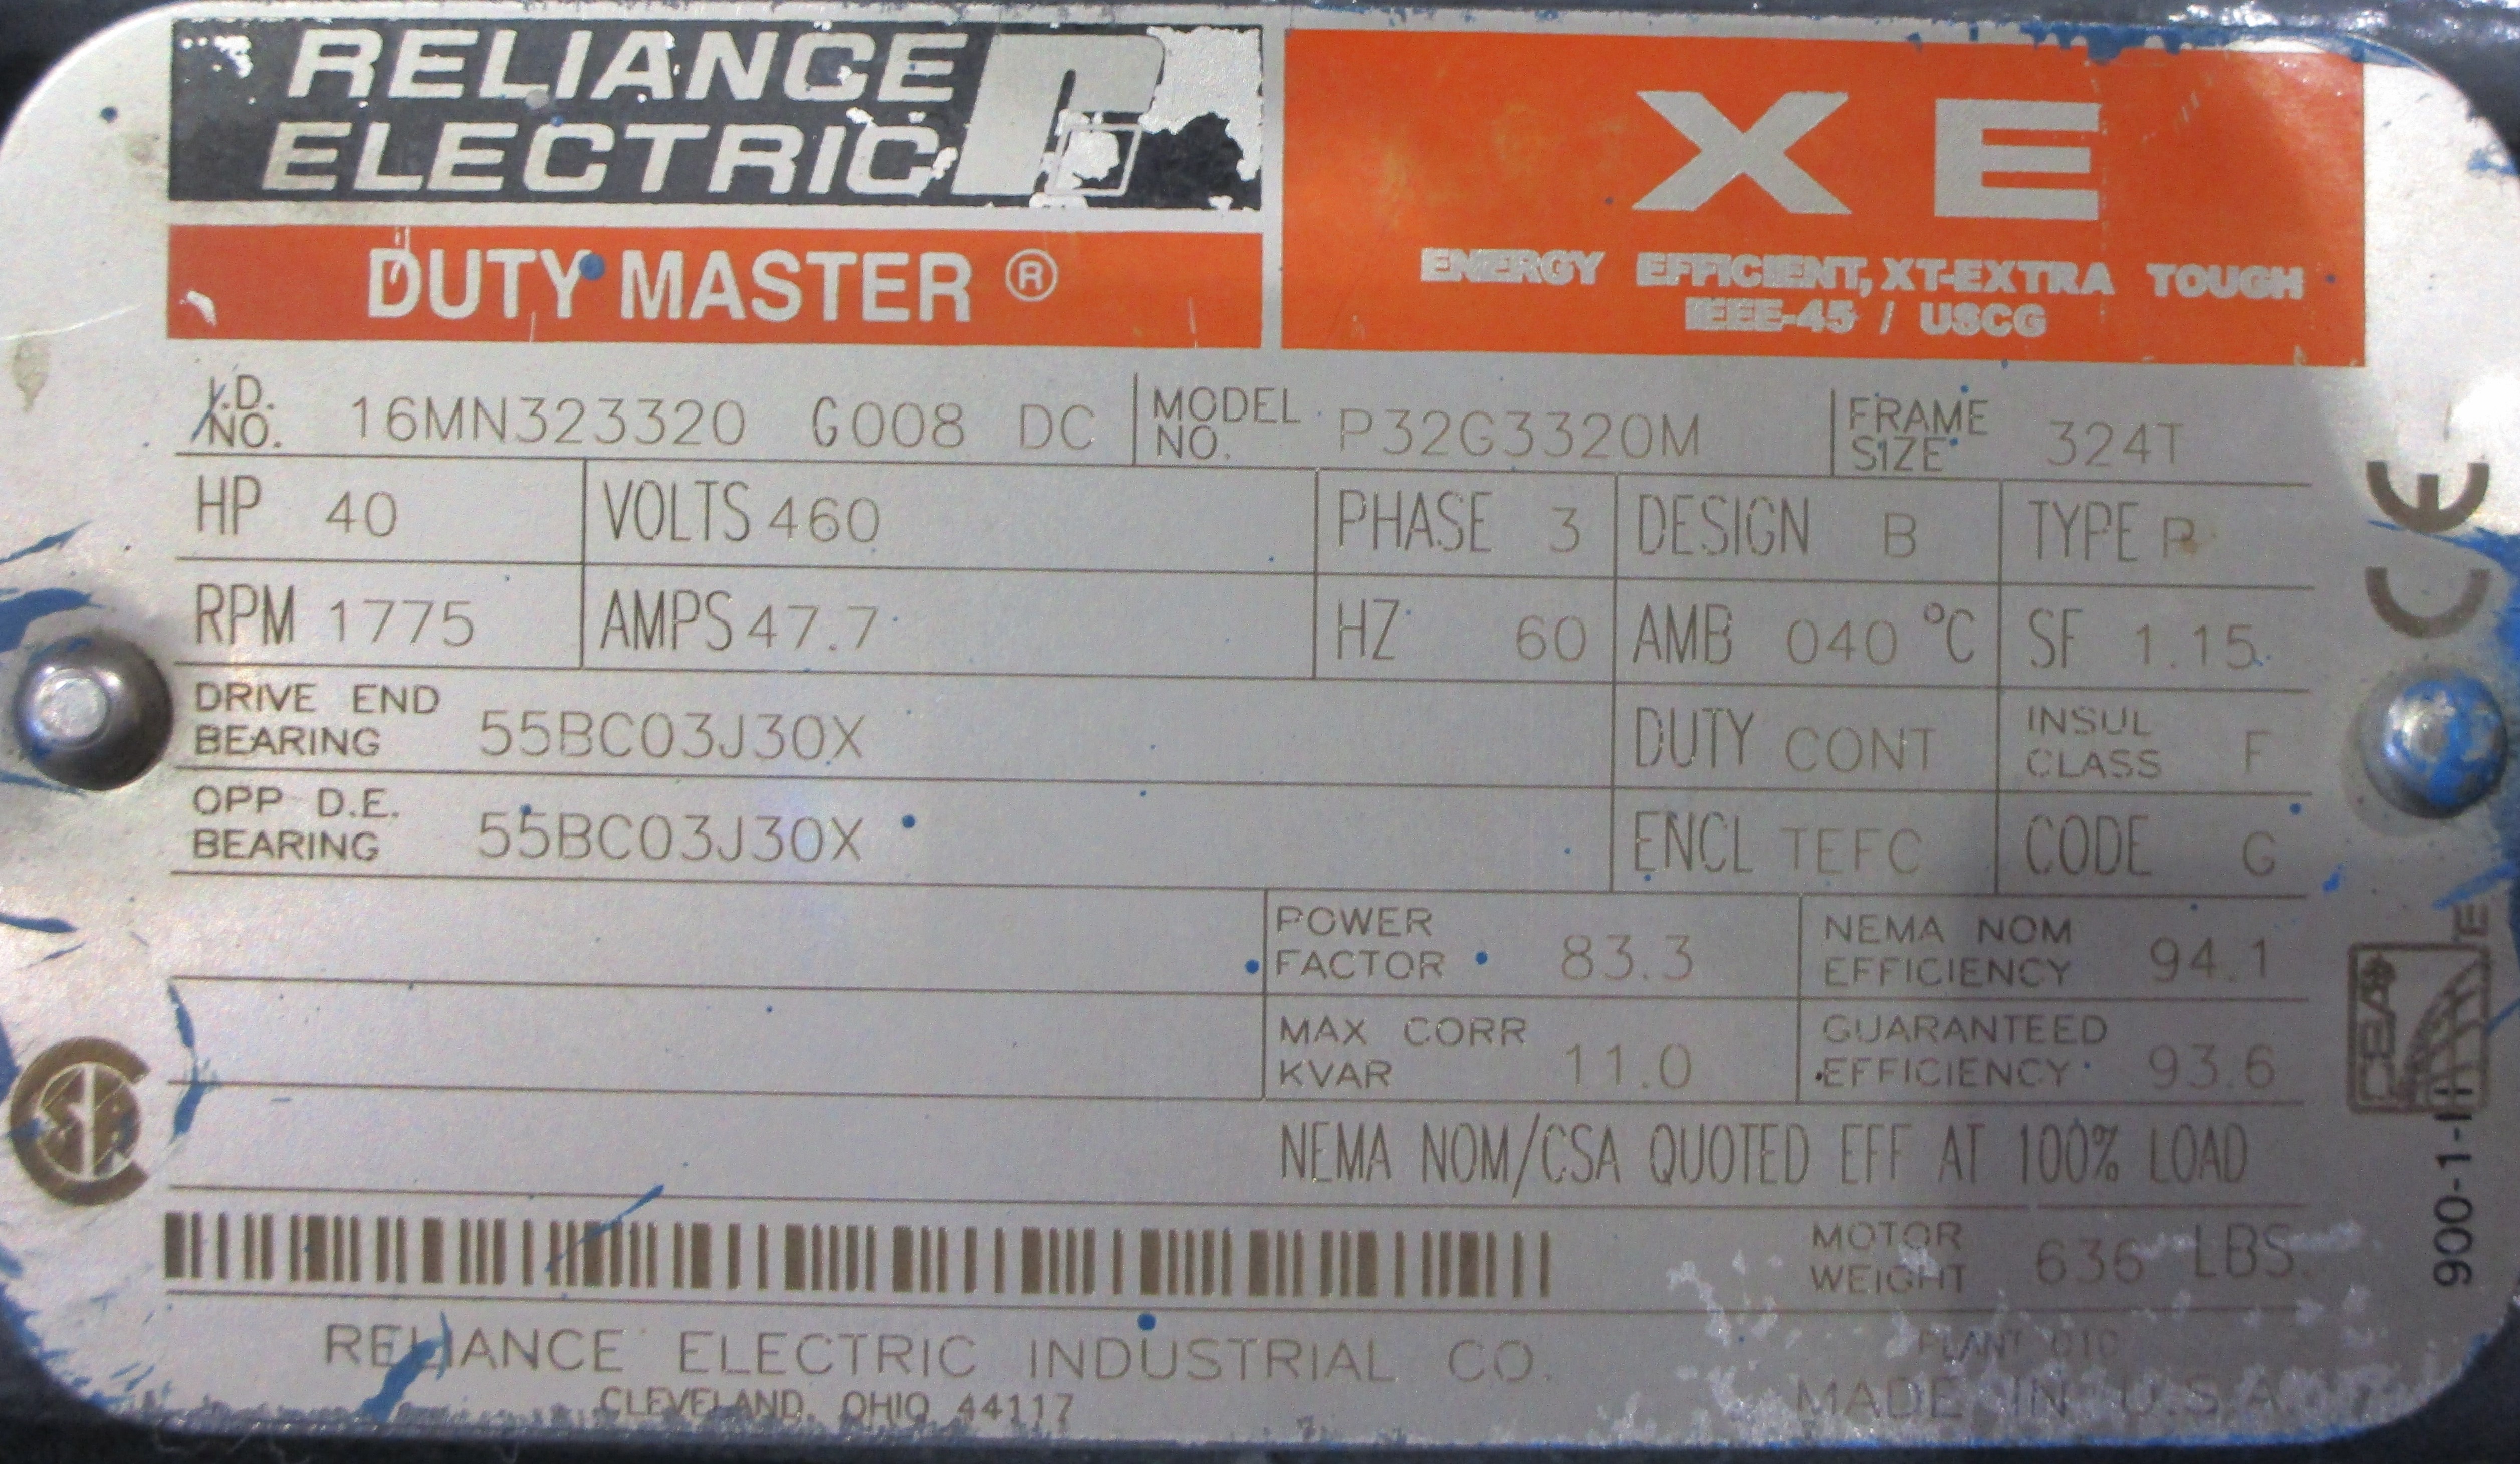 RELIANCE
ELECTRIC
DUTY MASTER ®
XE
ENERGY EFFICIENT, XT-EXTRA TOUGH
IEEE-45 / USCG
I.D. NO. 16MN323320 G008 DC MODEL NO. P32G3320M FRAME SIZE 324T
HP 40 VOLTS 460 PHASE 3 DESIGN B TYPE P
RPM 1775 AMPS 47.7 HZ 60 AMB 040 °C SF 1.15
DRIVE END BEARING 55BC03J30X DUTY CONT INSUL CLASS F
OPP D.E. BEARING 55BC03J30X ENCL TEFC CODE G
POWER FACTOR 83.3 NEMA NOM EFFICIENCY 94.1
MAX CORR KVAR 11.0 GUARANTEED EFFICIENCY 93.6
NEMA NOM/CSA QUOTED EFF AT 100% LOAD
MOTOR WEIGHT 636 LBS.
RELIANCE ELECTRIC INDUSTRIAL CO.
CLEVELAND, OHIO 44117
PLANT
MADE IN U.S.A.
CE